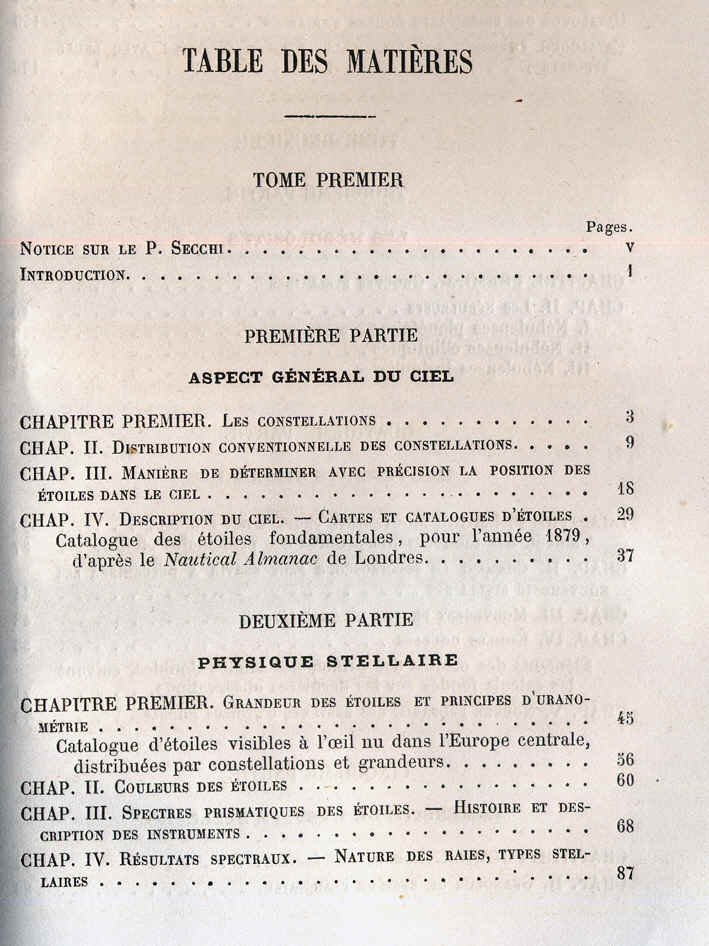 TABLE DES MATIÈRES
TOME PREMIER
Pages.
NOTICE SUR LE P. SECCHI. . . . . . . . . . . . . . . . . . . . . V
INTRODUCTION. . . . . . . . . . . . . . . . . . . . . . . . . 1
PREMIÈRE PARTIE
ASPECT GÉNÉRAL DU CIEL
CHAPITRE PREMIER. LES CONSTELLATIONS . . . . . . . . . . . . 3
CHAP. II. DISTRIBUTION CONVENTIONNELLE DES CONSTELLATIONS. . . . . 9
CHAP. III. MANIÈRE DE DÉTERMINER AVEC PRÉCISION LA POSITION DES
ÉTOILES DANS LE CIEL . . . . . . . . . . . . . . . . . . . . . 18
CHAP. IV. DESCRIPTION DU CIEL. — CARTES ET CATALOGUES D'ÉTOILES . 29
Catalogue des étoiles fondamentales, pour l'année 1879,
d'après le Nautical Almanac de Londres. . . . . . . . . . 37
DEUXIÈME PARTIE
PHYSIQUE STELLAIRE
CHAPITRE PREMIER. GRANDEUR DES ÉTOILES ET PRINCIPES D'URANO-
MÉTRIE . . . . . . . . . . . . . . . . . . . . . . . . . . . 45
Catalogue d'étoiles visibles à l'œil nu dans l'Europe centrale,
distribuées par constellations et grandeurs. . . . . . . . . 56
CHAP. II. COULEURS DES ÉTOILES . . . . . . . . . . . . . . . . 60
CHAP. III. SPECTRES PRISMATIQUES DES ÉTOILES. — HISTOIRE ET DES-
CRIPTION DES INSTRUMENTS . . . . . . . . . . . . . . . . . . . 68
CHAP. IV. RÉSULTATS SPECTRAUX. — NATURE DES RAIES, TYPES STEL-
LAIRES . . . . . . . . . . . . . . . . . . . . . . . . . . . 87